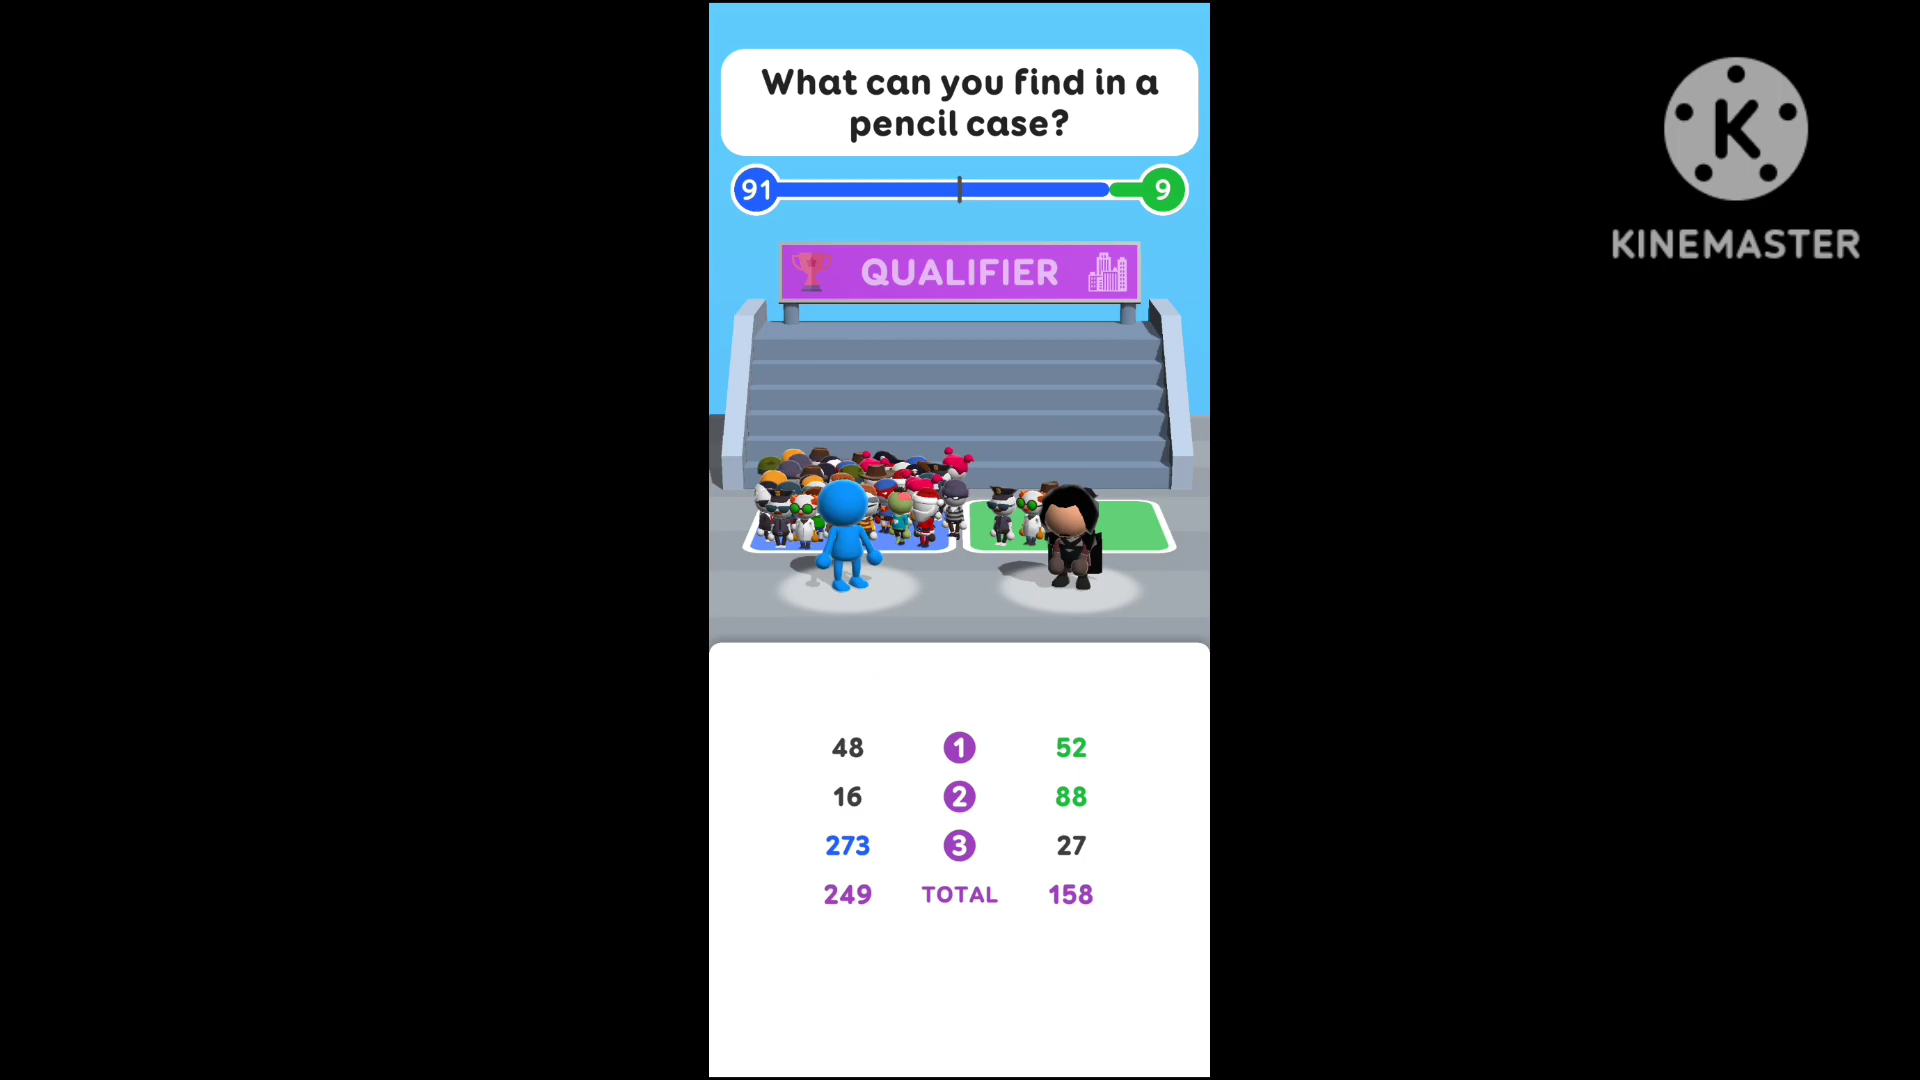 What can you find in a
pencil case?
91 9
QUALIFIER
K
KINEMASTER
48 1 52
16 2 88
273 3 27
249 TOTAL 158